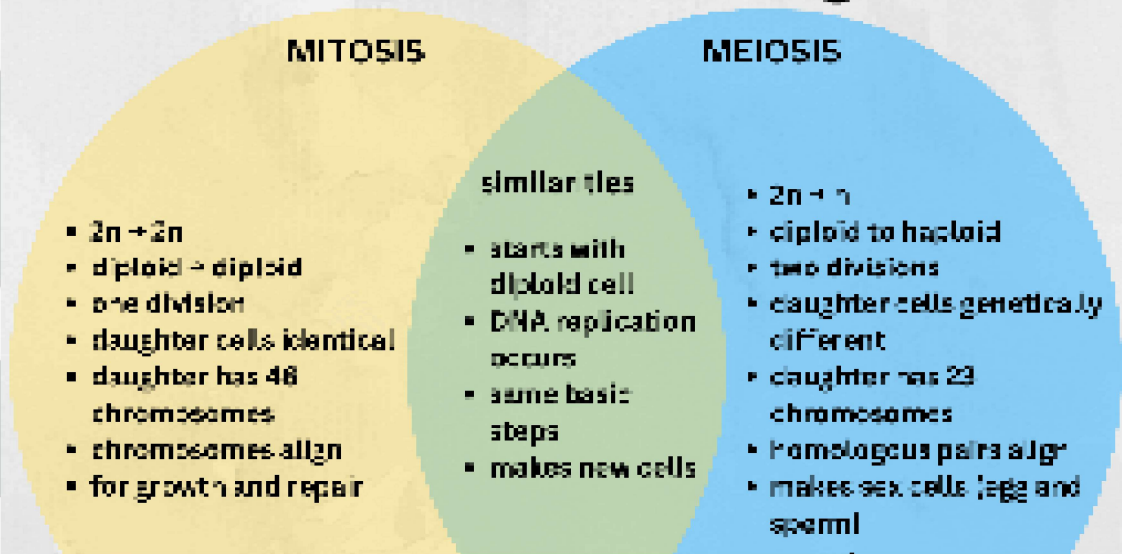 MITOSIS
MEIOSIS
similarities
2n → 2n
diploid → diploid
one division
daughter cells identical
daughter has 46
chromosomes
chromosomes align
for growth and repair
starts with
diploid cell
DNA replication
occurs
same basic
steps
makes new cells
2n → n
diploid to haploid
two divisions
daughter cells genetically
different
daughter has 23
chromosomes
homologous pairs align
makes sex cells (egg and
sperm)